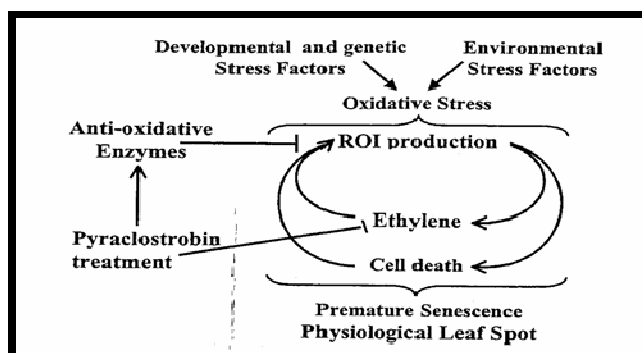 Developmental and genetic
Stress Factors
Environmental
Stress Factors
Oxidative Stress
Anti-oxidative
Enzymes
ROI production
Ethylene
Pyraclostrobin
treatment
Cell death
Premature Senescence
Physiological Leaf Spot